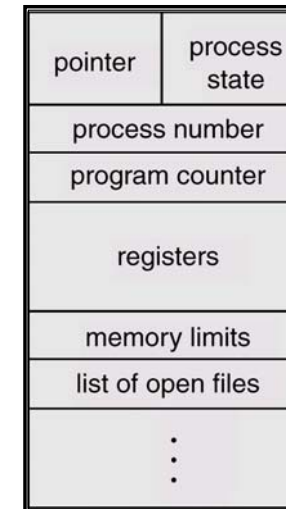 pointer
process
state
process number
program counter
registers
memory limits
list of open files
⋮